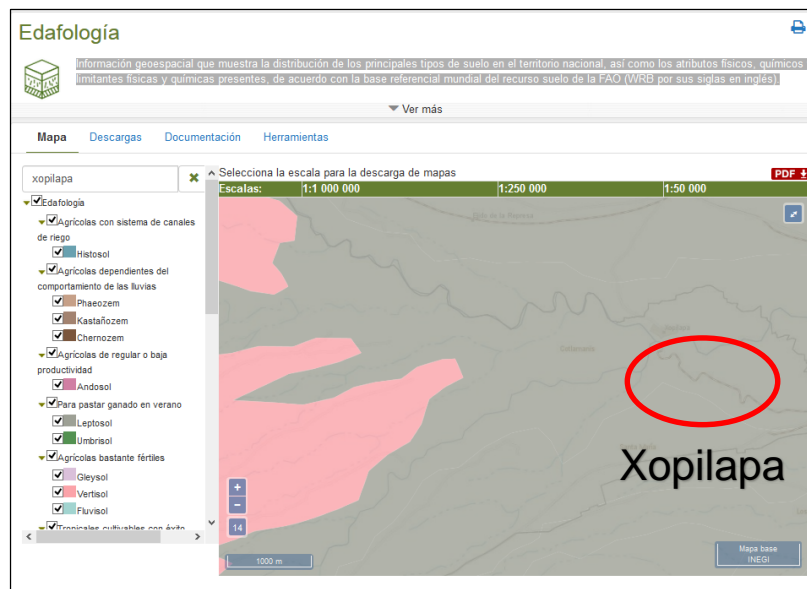 Edafología
Información geoespacial que muestra la distribución de los principales tipos de suelo en el territorio nacional, así como los atributos físicos, químicos
limitantes físicas y químicas presentes, de acuerdo con la base referencial mundial del recurso suelo de la FAO (WRB por sus siglas en inglés).
Ver más
Mapa Descargas Documentación Herramientas
xopilapa
Selecciona la escala para la descarga de mapas
PDF
Escalas: 1:1 000 000 1:250 000 1:50 000
Edafología
Agrícolas con sistema de canales
de riego
Histosol
Agrícolas dependientes del
comportamiento de las lluvias
Phaeozem
Kastañozem
Chernozem
Agrícolas de regular o baja
productividad
Andosol
Para pastar ganado en verano
Leptosol
Umbrisol
Agrícolas bastante fértiles
Gleysol
Vertisol
Fluvisol
Tropicales cultivables con éxito
Xopilapa
14
1000 m
Mapa base
INEGI